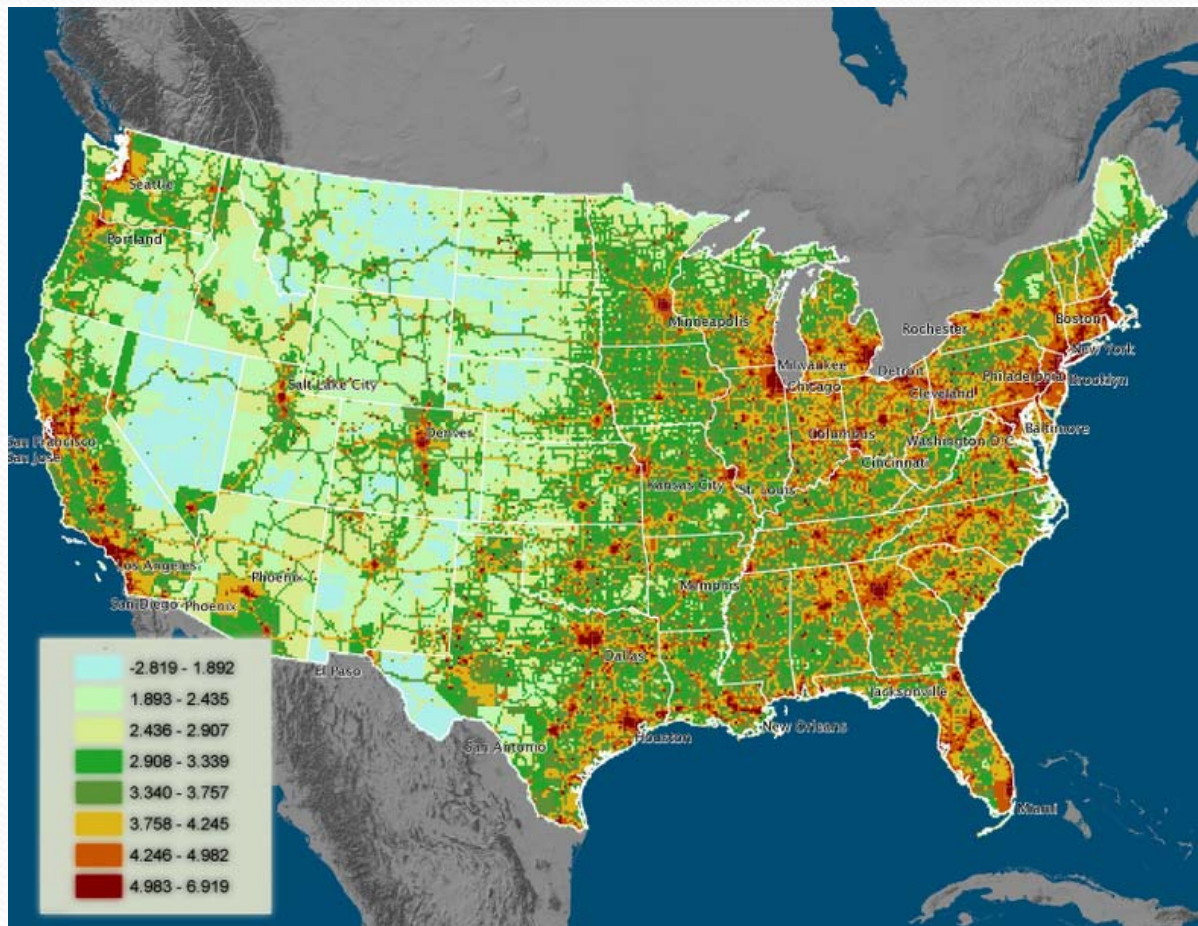 Seattle
Portland
Minneapolis
Rochester
Boston
New York
Milwaukee
Detroit
Salt Lake City
Chicago
Philadelphia
Brooklyn
Cleveland
Denver
Columbus
Baltimore
San Francisco
Washington D.C.
San Jose
Cincinnati
Kansas City
St. Louis
Los Angeles
Phoenix
Memphis
San Diego
Phoenix
Dallas
El Paso
Jacksonville
New Orleans
Houston
San Antonio
Miami
-2.819 - 1.892
1.893 - 2.435
2.436 - 2.907
2.908 - 3.339
3.340 - 3.757
3.758 - 4.245
4.246 - 4.982
4.983 - 6.919